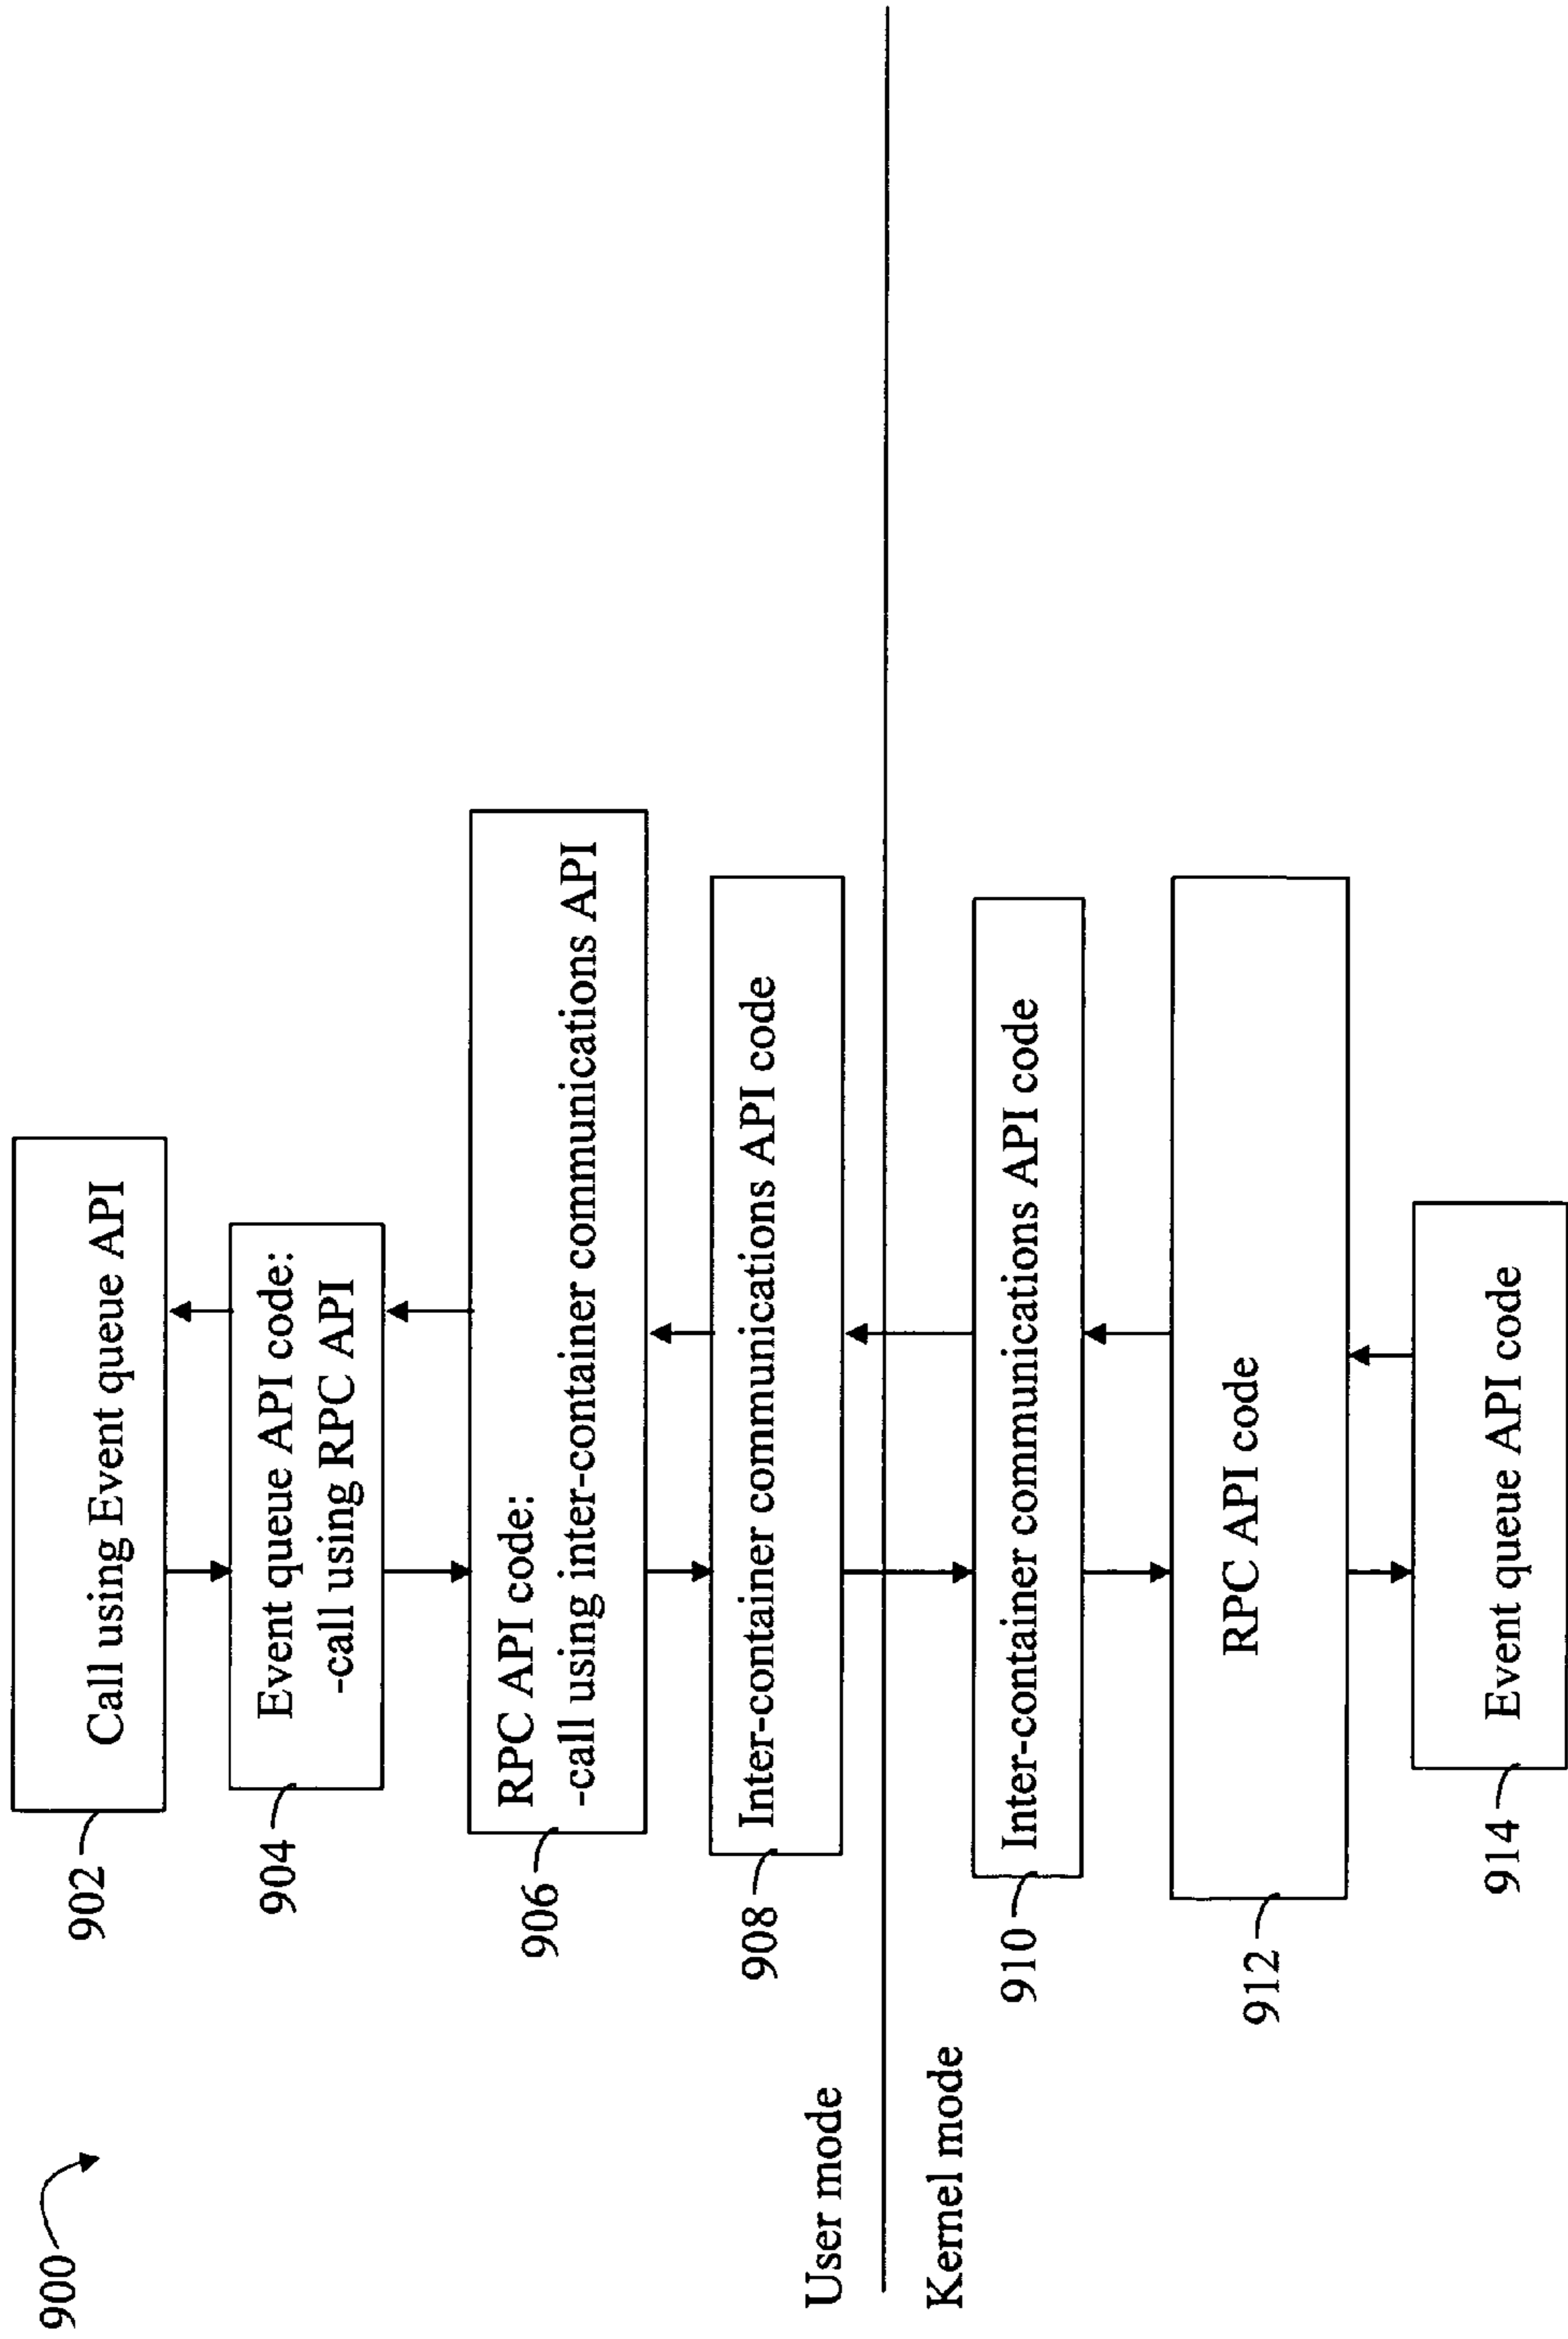 900
902
Call using Event queue API
904
Event queue API code:
-call using RPC API
906
RPC API code:
-call using inter-container communications API
908
Inter-container communications API code
User mode
Kernel mode
910
Inter-container communications API code
912
RPC API code
914
Event queue API code